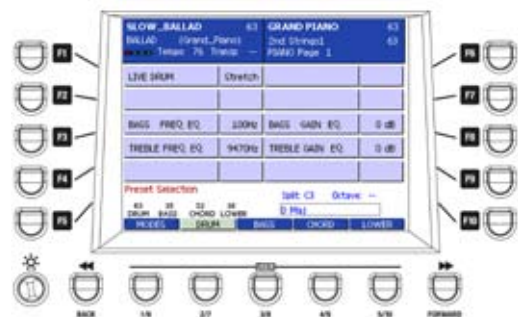 SLOW_BALLAD 63 GRAND PIANO 63
BALLAD (Grand_Piano) 2nd Strings1 63
Tempo 76 Transp -- PIANO Page 1
LIVE DRUM Stretch
BASS FREQ. EQ. 100Hz BASS GAIN EQ. 0 dB
TREBLE FREQ. EQ. 9470Hz TREBLE GAIN EQ. 0 dB
Preset Selection
Split C3 Octave --
DRUM BASS CHORD LOWER
D Maj
MODES DRUM BASS CHORD LOWER
F1
F2
F3
F4
F5
F6
F7
F8
F9
F10
BACK 1/6 2/7 3/8 4/9 5/10 FORWARD